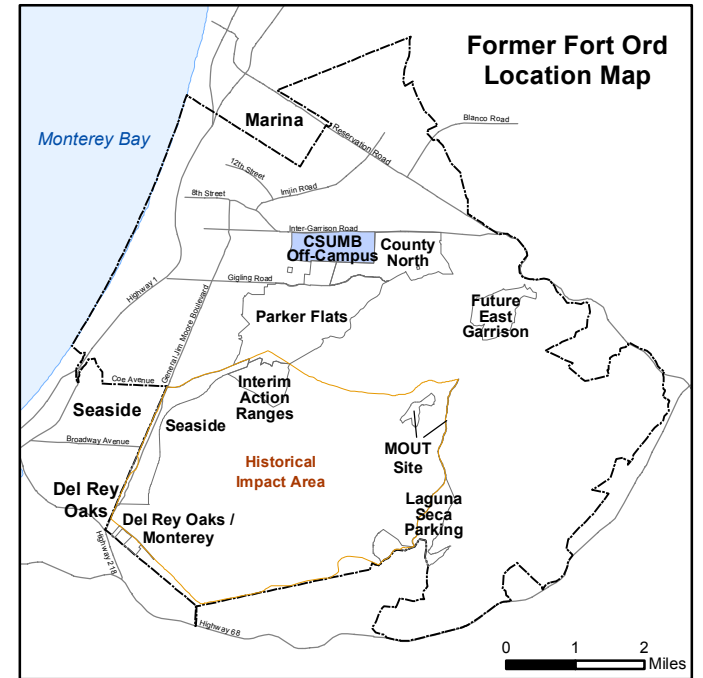 Former Fort Ord
Location Map
Marina
Blanco Road
Reservation Road
Monterey Bay
12th Street
Imjin Road
8th Street
Inter-Garrison Road
CSUMB
Off-Campus
County
North
Gigling Road
Highway 1
General Jim Moore Boulevard
Future
East
Garrison
Parker Flats
Coe Avenue
Interim
Action
Ranges
Seaside
Seaside
Broadway Avenue
MOUT
Site
Historical
Impact Area
Del Rey
Oaks
Laguna
Seca
Parking
Del Rey Oaks /
Monterey
Highway 218
Highway 68
0 1 2
Miles